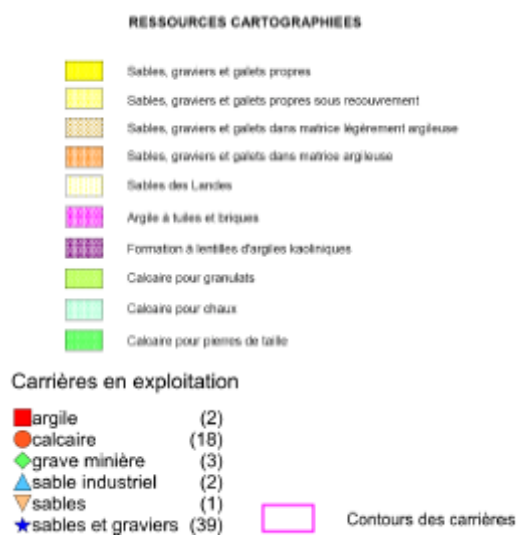 RESSOURCES CARTOGRAPHIEES
Sables, graviers et galets propres
Sables, graviers et galets propres sous recouvrement
Sables, graviers et galets dans matrice légèrement argileuse
Sables, graviers et galets dans matrice argileuse
Sables des Landes
Argile à tuiles et briques
Formation à lentilles d'argiles kaoliniques
Calcaire pour granulats
Calcaire pour chaux
Calcaire pour pierres de taille
Carrières en exploitation
argile (2)
calcaire (18)
grave minière (3)
sable industriel (2)
sables (1)
sables et graviers (39)
Contours des carrières